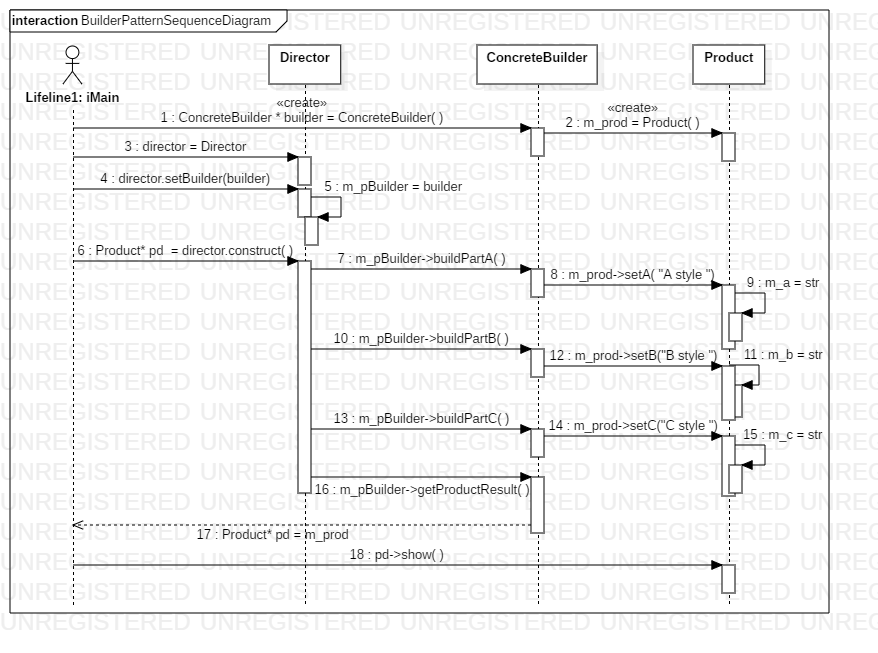 interaction BuilderPatternSequenceDiagram
Director
ConcreteBuilder
Product
Lifeline1: iMain
«create»
1 : ConcreteBuilder * builder = ConcreteBuilder( )
«create»
2 : m_prod = Product( )
3 : director = Director
4 : director.setBuilder(builder)
5 : m_pBuilder = builder
6 : Product* pd = director.construct( )
7 : m_pBuilder->buildPartA( )
8 : m_prod->setA( "A style ")
9 : m_a = str
10 : m_pBuilder->buildPartB( )
12 : m_prod->setB("B style ")
11 : m_b = str
13 : m_pBuilder->buildPartC( )
14 : m_prod->setC("C style ")
15 : m_c = str
16 : m_pBuilder->getProductResult( )
17 : Product* pd = m_prod
18 : pd->show( )
UNREGISTERED